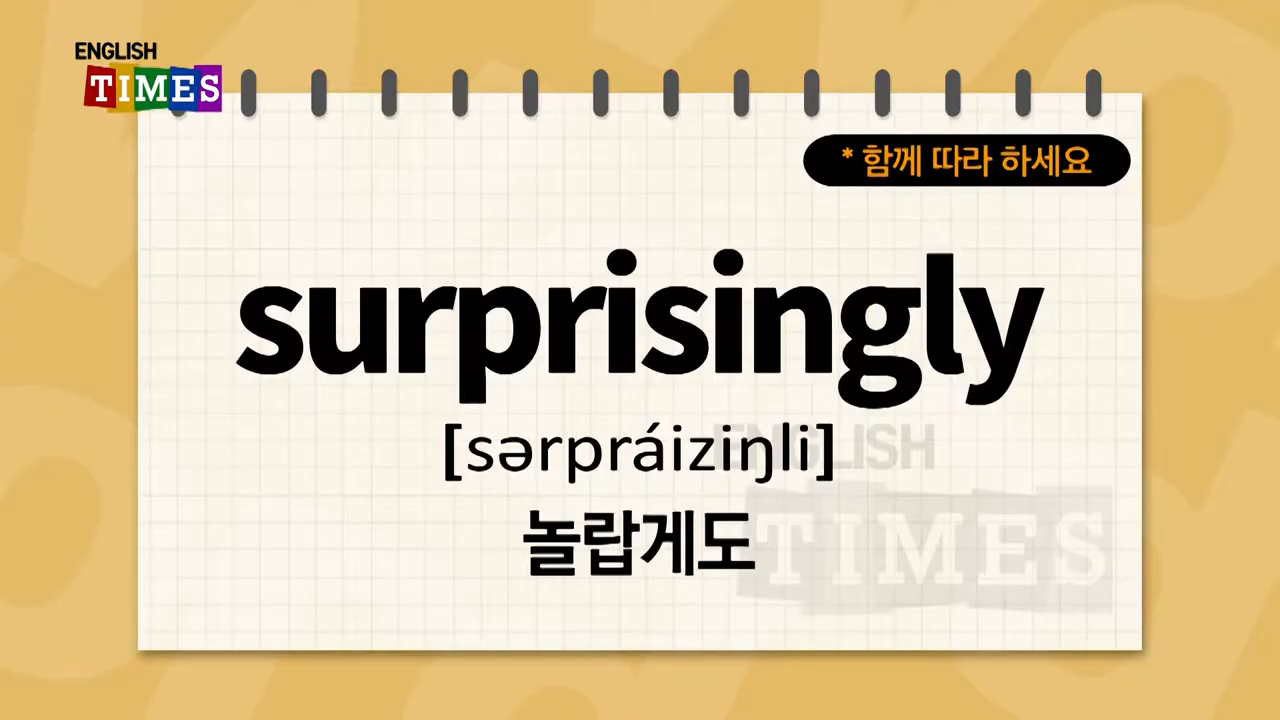 ENGLISH
TIMES
* 함께 따라 하세요
surprisingly
[sərpráiziŋli]
놀랍게도
ENGLISH
TIMES